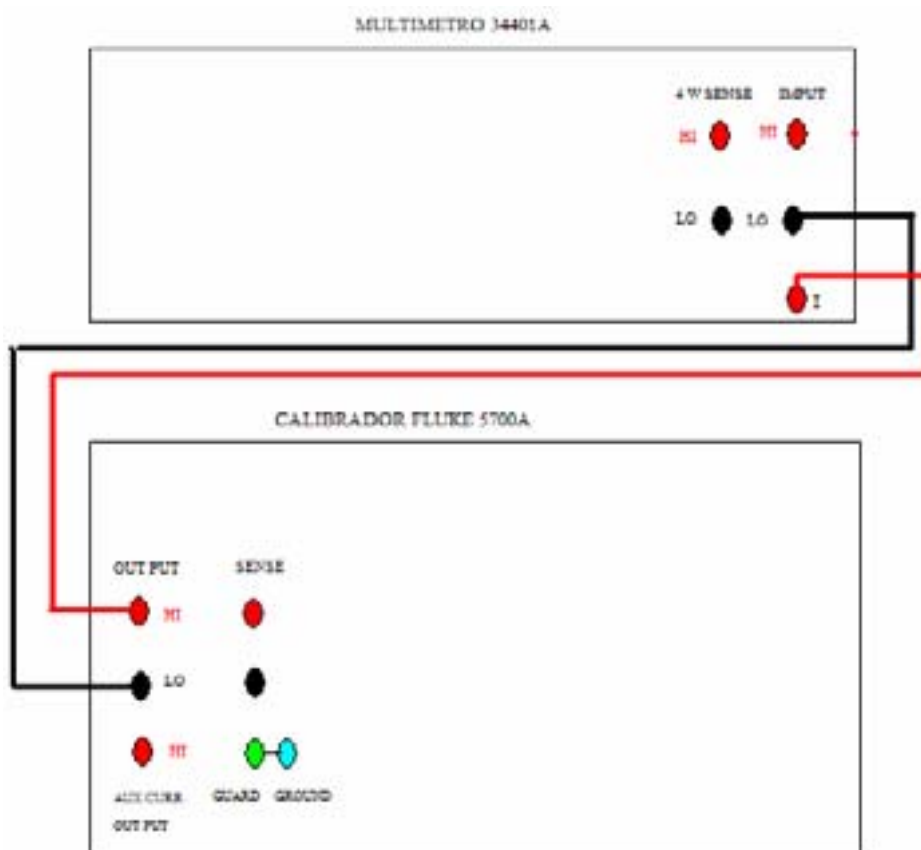 MULTIMETRO 34401A
4 W SENSE INPUT
HI HI
LO LO
I
CALIBRADOR FLUKE 5700A
OUT PUT SENSE
HI
LO
HI
AUX CURR GUARD GROUND
OUT PUT